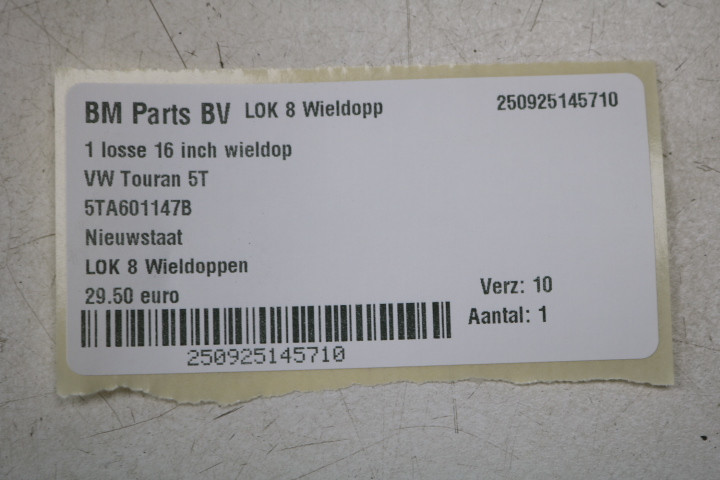 BM Parts BV LOK 8 Wieldopp 250925145710
1 losse 16 inch wieldop
VW Touran 5T
5TA601147B
Nieuwstaat
LOK 8 Wieldoppen
29.50 euro
Verz: 10
Aantal: 1
250925145710